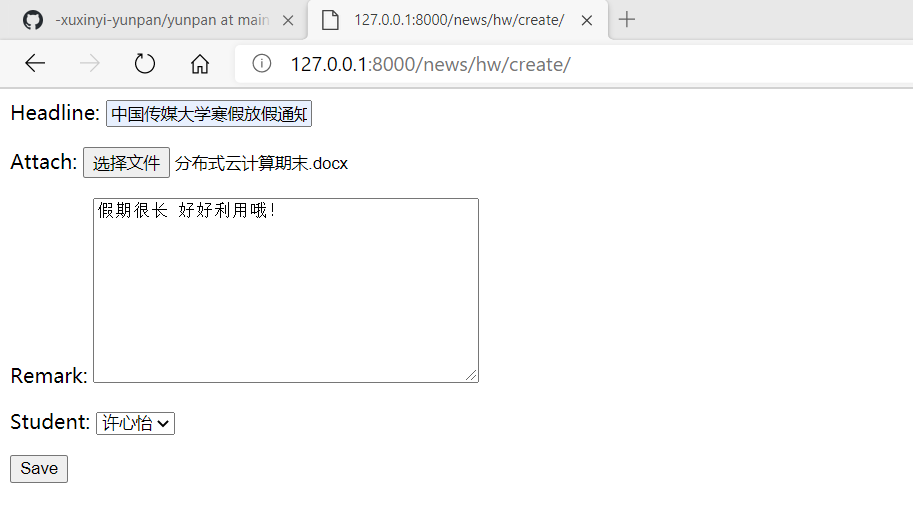 -xuxinyi-yunpan/yunpan at main
127.0.0.1:8000/news/hw/create/
127.0.0.1:8000/news/hw/create/
Headline: 中国传媒大学寒假放假通知
Attach: 选择文件 分布式云计算期末.docx
假期很长 好好利用哦！
Remark:
Student: 许心怡
Save